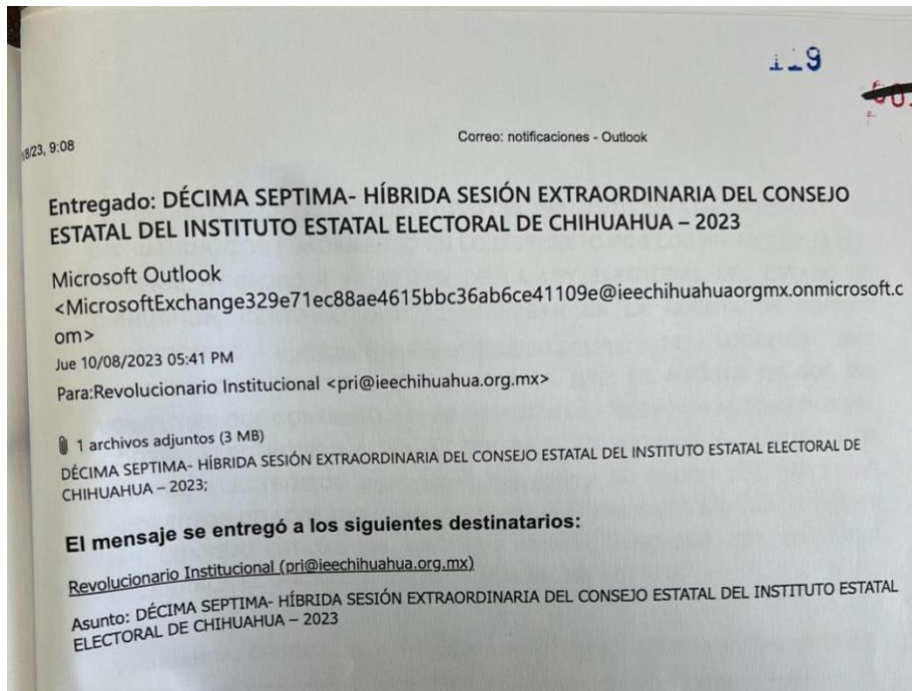 119
8/23, 9:08
Correo: notificaciones - Outlook
Entregado: DÉCIMA SEPTIMA- HÍBRIDA SESIÓN EXTRAORDINARIA DEL CONSEJO
ESTATAL DEL INSTITUTO ESTATAL ELECTORAL DE CHIHUAHUA – 2023
Microsoft Outlook
<MicrosoftExchange329e71ec88ae4615bbc36ab6ce41109e@ieechihuahuaorgmx.onmicrosoft.c
om>
Jue 10/08/2023 05:41 PM
Para:Revolucionario Institucional <pri@ieechihuahua.org.mx>
1 archivos adjuntos (3 MB)
DÉCIMA SEPTIMA- HÍBRIDA SESIÓN EXTRAORDINARIA DEL CONSEJO ESTATAL DEL INSTITUTO ESTATAL ELECTORAL DE
CHIHUAHUA – 2023;
El mensaje se entregó a los siguientes destinatarios:
Revolucionario Institucional (pri@ieechihuahua.org.mx)
Asunto: DÉCIMA SEPTIMA- HÍBRIDA SESIÓN EXTRAORDINARIA DEL CONSEJO ESTATAL DEL INSTITUTO ESTATAL
ELECTORAL DE CHIHUAHUA – 2023